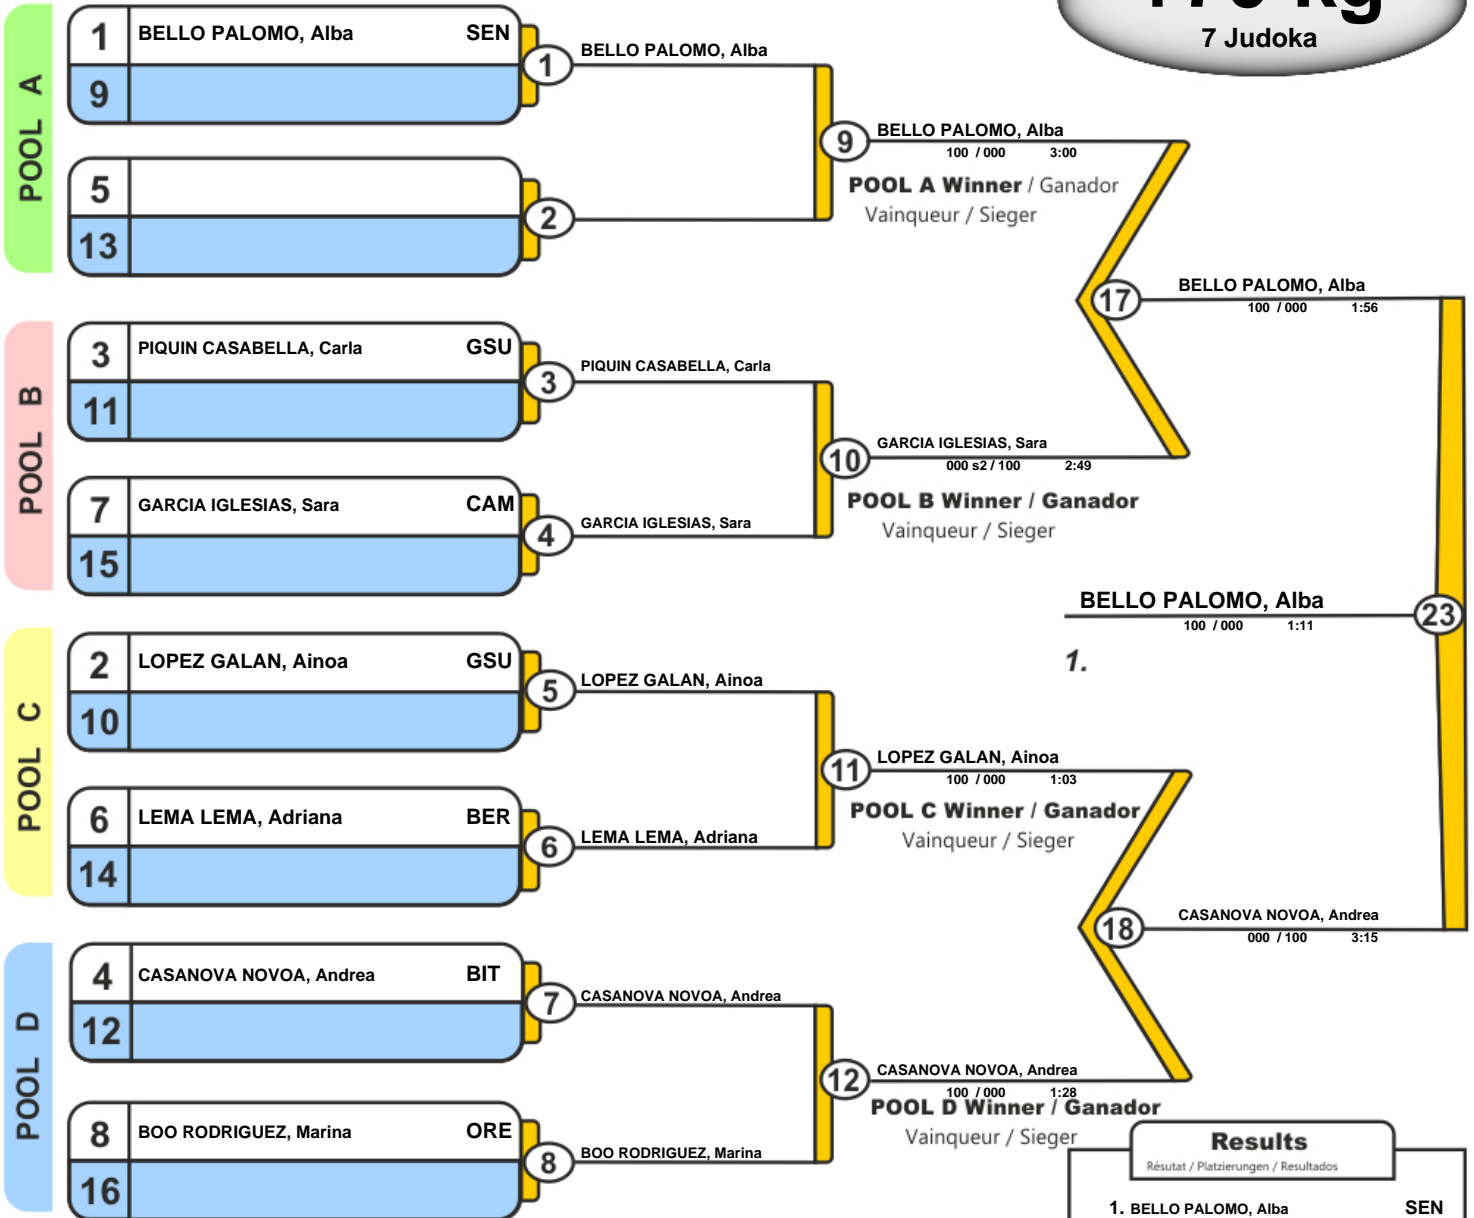 7 Judoka
POOL A
1 BELLO PALOMO, Alba SEN
9
1
BELLO PALOMO, Alba
5
13
2
9
BELLO PALOMO, Alba
100 / 000 3:00
POOL A Winner / Ganador
Vainqueur / Sieger
POOL B
3 PIQUIN CASABELLA, Carla GSU
11
3
PIQUIN CASABELLA, Carla
7 GARCIA IGLESIAS, Sara CAM
15
4
GARCIA IGLESIAS, Sara
10
GARCIA IGLESIAS, Sara
000 s2 / 100 2:49
POOL B Winner / Ganador
Vainqueur / Sieger
17
BELLO PALOMO, Alba
100 / 000 1:56
BELLO PALOMO, Alba
100 / 000 1:11
23
1.
POOL C
2 LOPEZ GALAN, Ainoa GSU
10
5
LOPEZ GALAN, Ainoa
6 LEMA LEMA, Adriana BER
14
6
LEMA LEMA, Adriana
11
LOPEZ GALAN, Ainoa
100 / 000 1:03
POOL C Winner / Ganador
Vainqueur / Sieger
POOL D
4 CASANOVA NOVOA, Andrea BIT
12
7
CASANOVA NOVOA, Andrea
8 BOO RODRIGUEZ, Marina ORE
16
8
BOO RODRIGUEZ, Marina
12
CASANOVA NOVOA, Andrea
100 / 000 1:28
POOL D Winner / Ganador
Vainqueur / Sieger
18
CASANOVA NOVOA, Andrea
000 / 100 3:15
Results
Résutat / Platzierungen / Resultados
1. BELLO PALOMO, Alba SEN